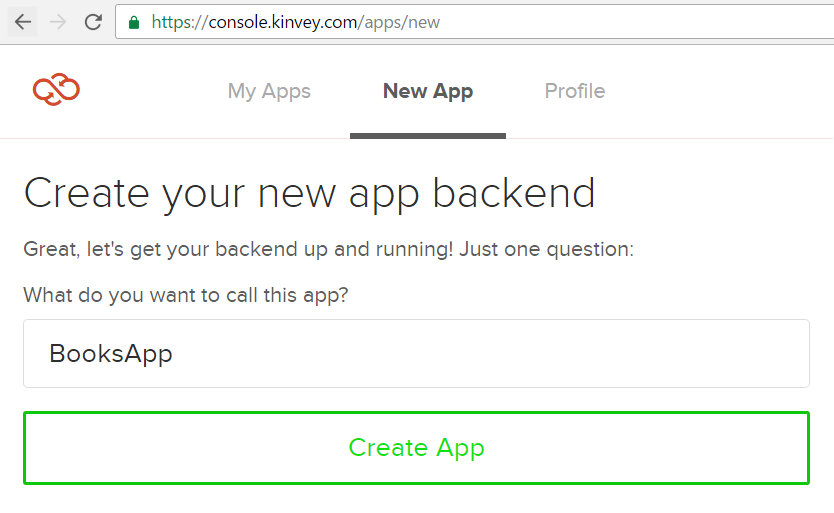 https://console.kinvey.com/apps/new
My Apps New App Profile
Create your new app backend
Great, let's get your backend up and running! Just one question:
What do you want to call this app?
BooksApp
Create App